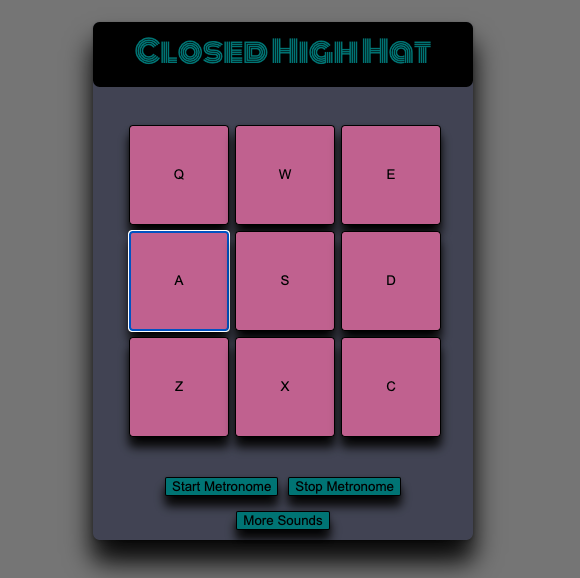 Closed High Hat
Q W E
A S D
Z X C
Start Metronome Stop Metronome
More Sounds